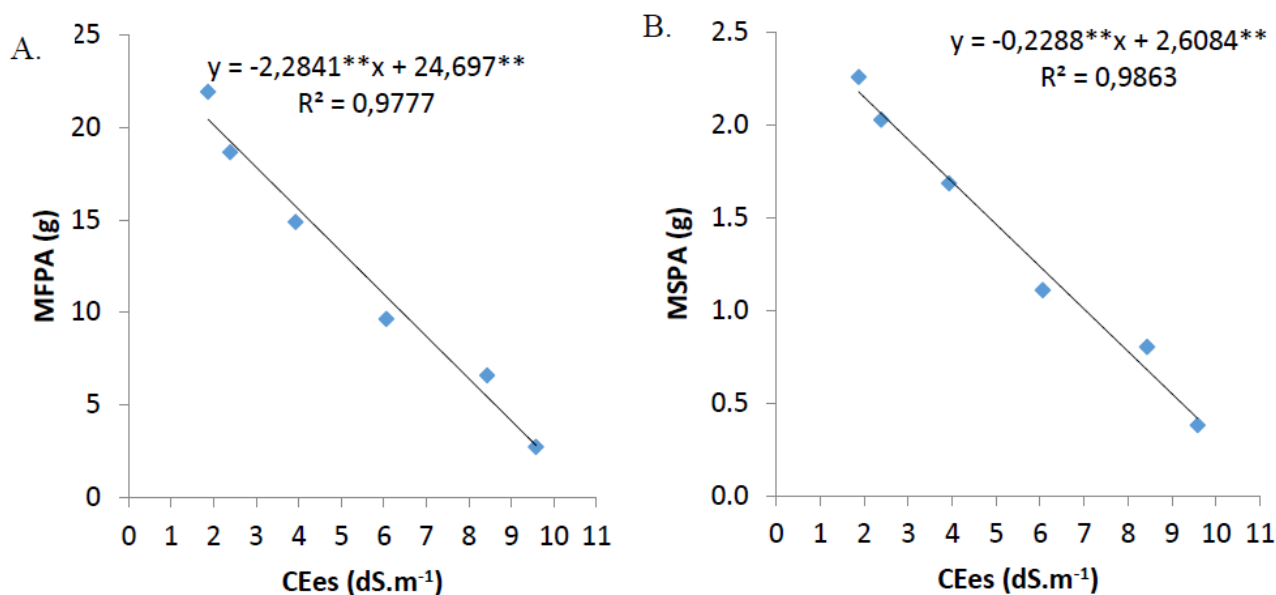 A.
y = -2,2841**x + 24,697**
R² = 0,9777
MFPA (g)
25
20
15
10
5
0
0 1 2 3 4 5 6 7 8 9 10 11
CEes (dS.m⁻¹)
B.
y = -0,2288**x + 2,6084**
R² = 0,9863
MSPA (g)
2.5
2.0
1.5
1.0
0.5
0.0
0 1 2 3 4 5 6 7 8 9 10 11
CEes (dS.m⁻¹)